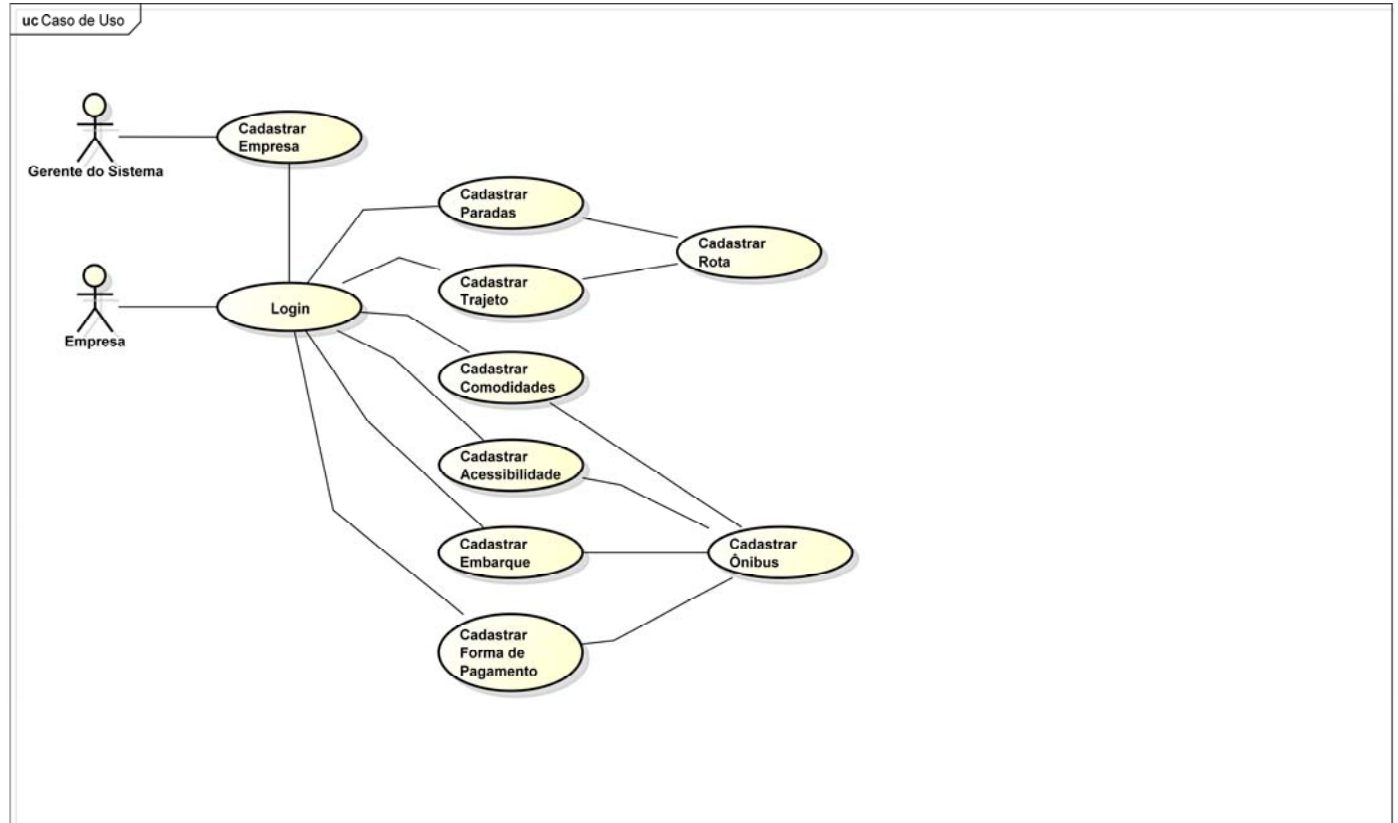 uc Caso de Uso
Cadastrar
Empresa
Gerente do Sistema
Cadastrar
Paradas
Cadastrar
Rota
Cadastrar
Trajeto
Login
Empresa
Cadastrar
Comodidades
Cadastrar
Acessibilidade
Cadastrar
Embarque
Cadastrar
Ônibus
Cadastrar
Forma de
Pagamento